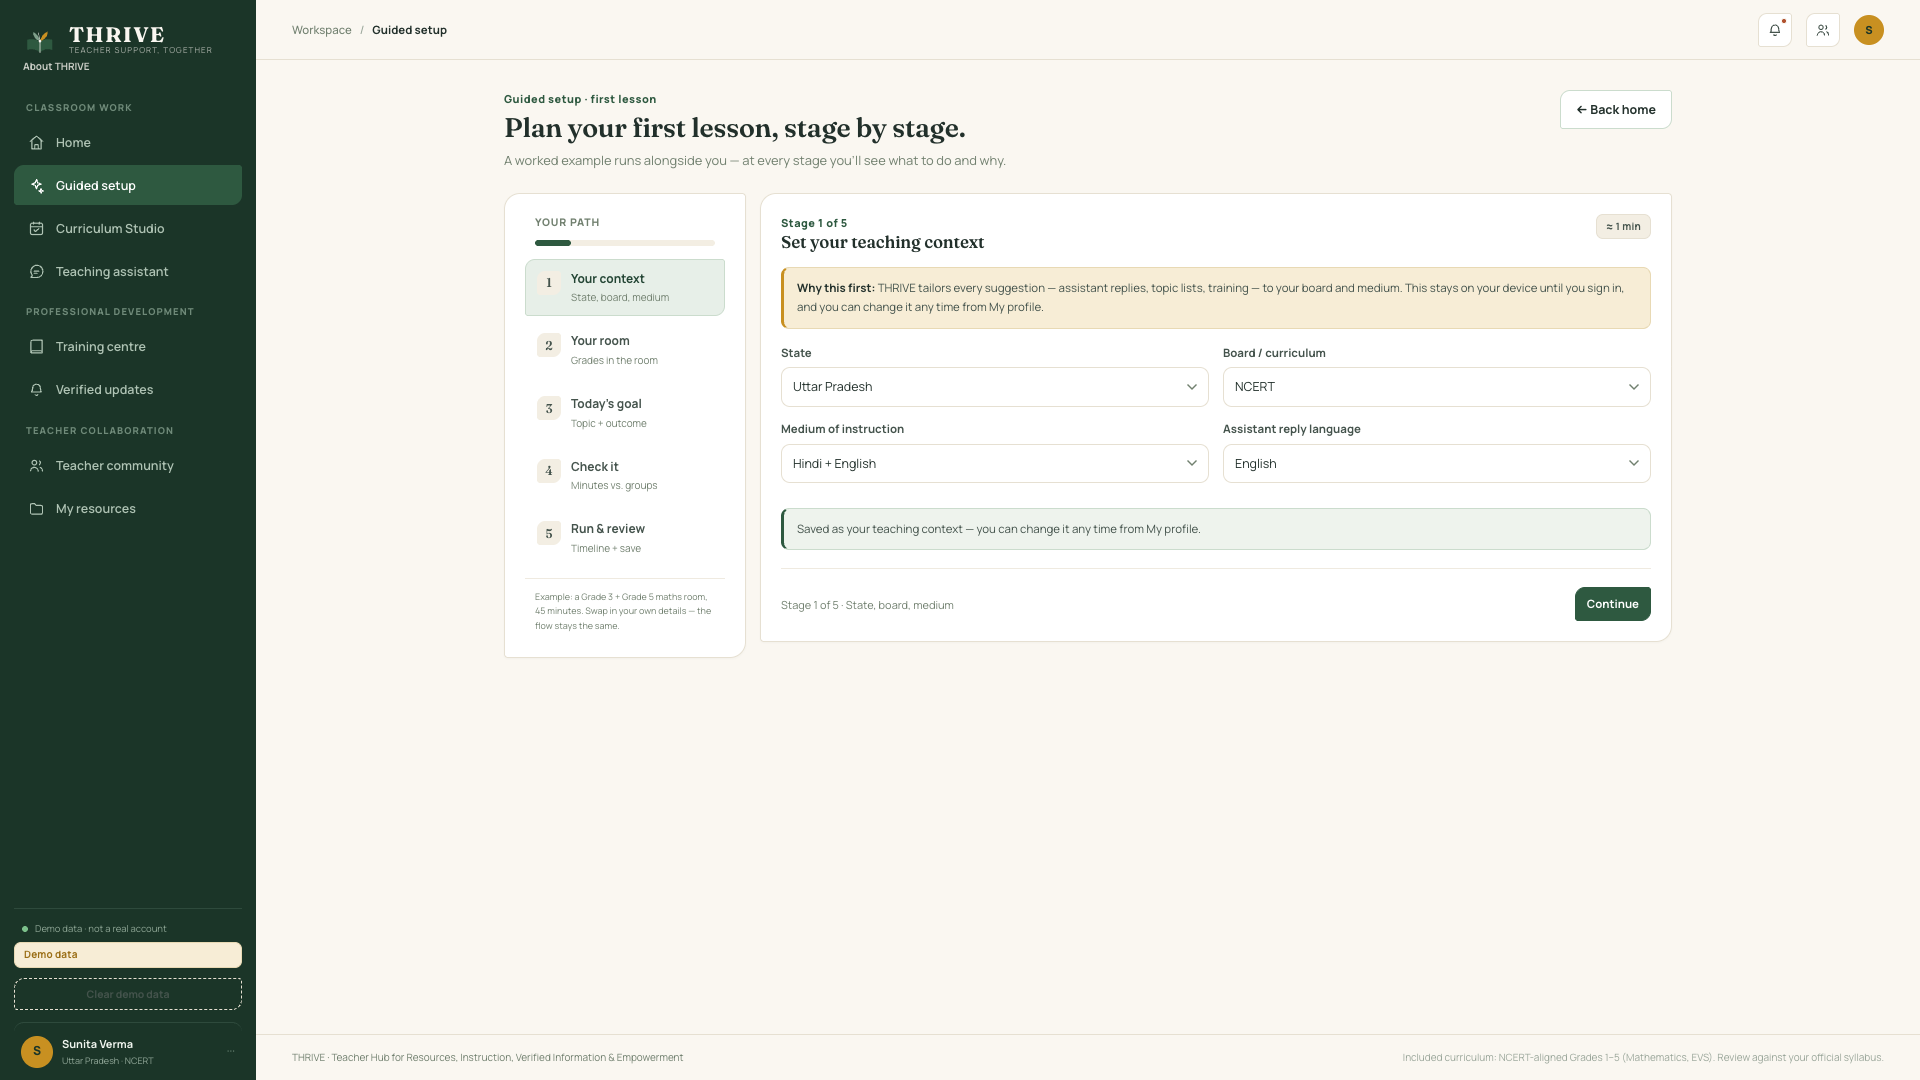 THRIVE
TEACHER SUPPORT, TOGETHER
About THRIVE
CLASSROOM WORK
Home
Guided setup
Curriculum Studio
Teaching assistant
PROFESSIONAL DEVELOPMENT
Training centre
Verified updates
TEACHER COLLABORATION
Teacher community
My resources
Demo data · not a real account
Demo data
Clear demo data
S
Sunita Verma
Uttar Pradesh · NCERT
...
Workspace / Guided setup
S
Guided setup · first lesson
Plan your first lesson, stage by stage.
A worked example runs alongside you — at every stage you'll see what to do and why.
← Back home
YOUR PATH
1 Your context
State, board, medium
2 Your room
Grades in the room
3 Today's goal
Topic + outcome
4 Check it
Minutes vs. groups
5 Run & review
Timeline + save
Example: a Grade 3 + Grade 5 maths room,
45 minutes. Swap in your own details — the
flow stays the same.
Stage 1 of 5
Set your teaching context
≈ 1 min
Why this first: THRIVE tailors every suggestion — assistant replies, topic lists, training — to your board and medium. This stays on your device until you sign in,
and you can change it any time from My profile.
State
Uttar Pradesh
Board / curriculum
NCERT
Medium of instruction
Hindi + English
Assistant reply language
English
Saved as your teaching context — you can change it any time from My profile.
Stage 1 of 5 · State, board, medium
Continue
THRIVE · Teacher Hub for Resources, Instruction, Verified Information & Empowerment
Included curriculum: NCERT-aligned Grades 1–5 (Mathematics, EVS). Review against your official syllabus.